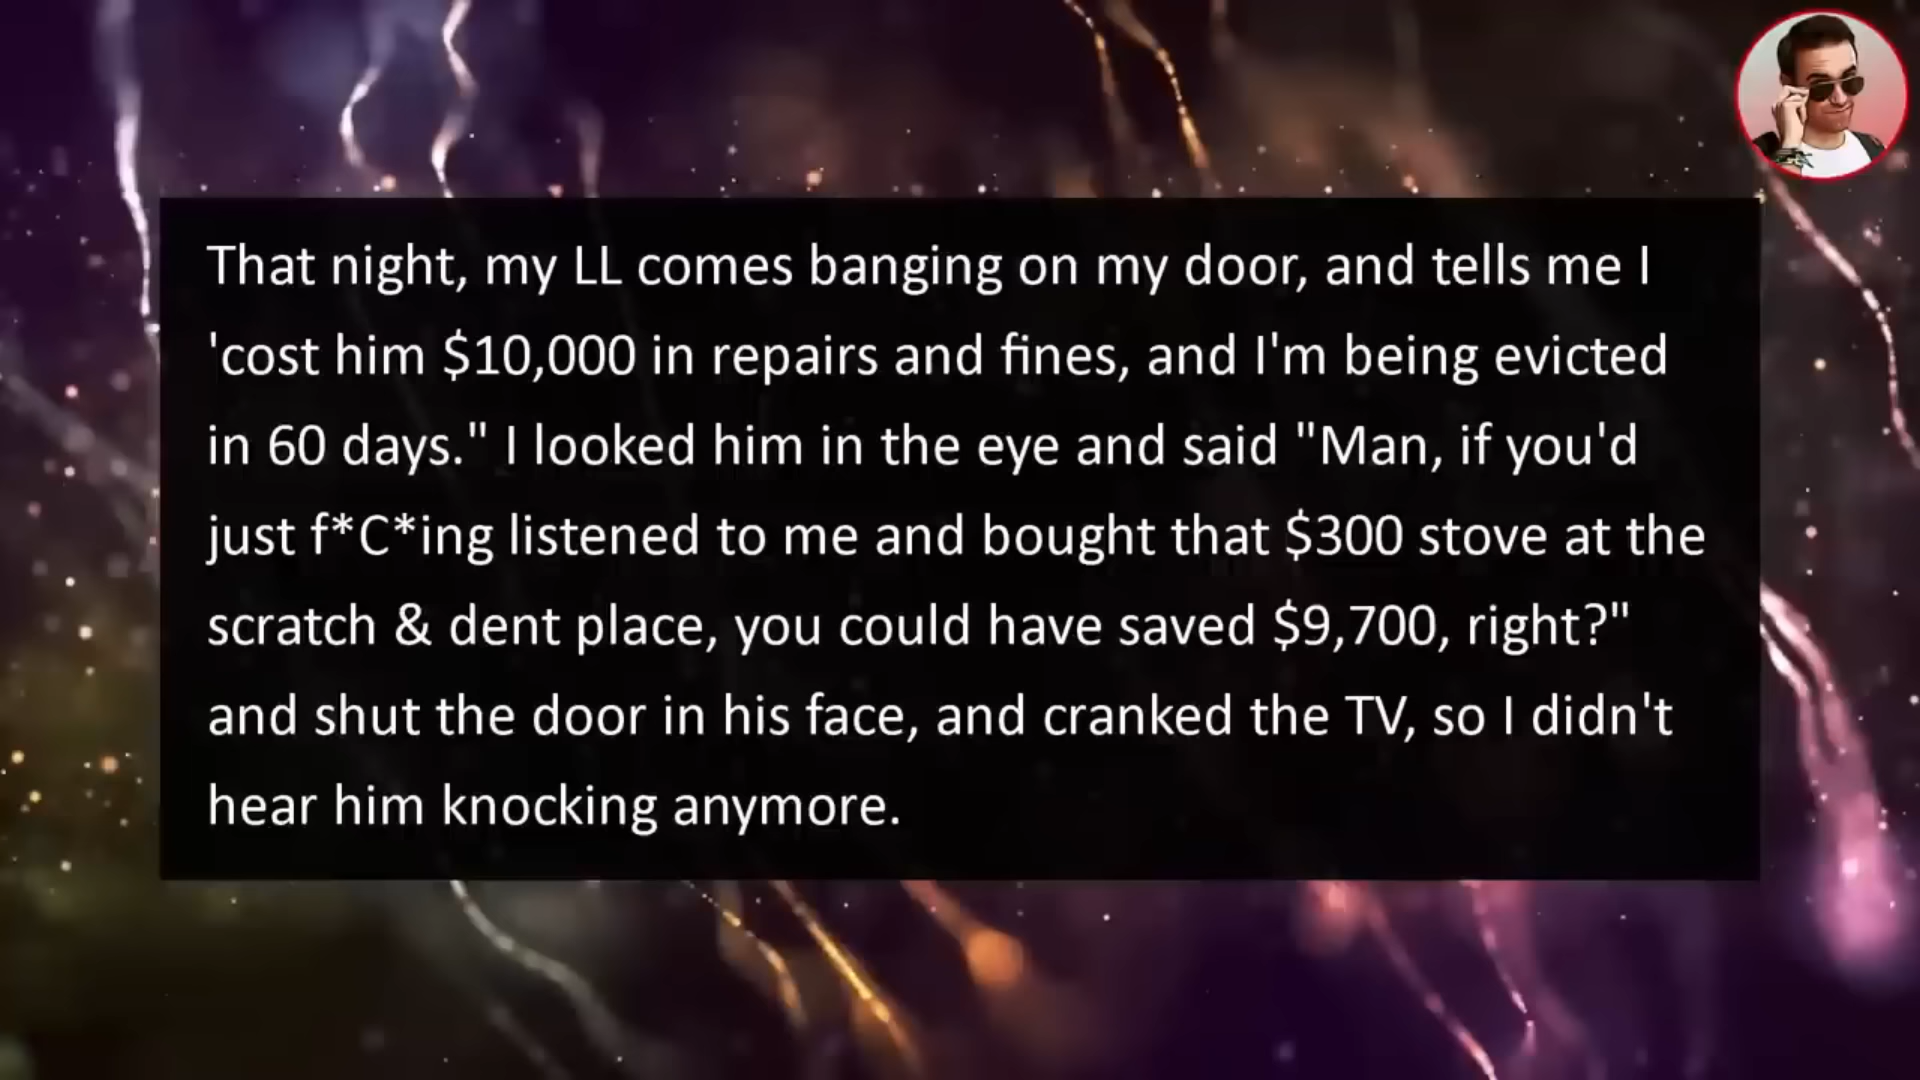 That night, my LL comes banging on my door, and tells me I
'cost him $10,000 in repairs and fines, and I'm being evicted
in 60 days." I looked him in the eye and said "Man, if you'd
just f*C*ing listened to me and bought that $300 stove at the
scratch & dent place, you could have saved $9,700, right?"
and shut the door in his face, and cranked the TV, so I didn't
hear him knocking anymore.